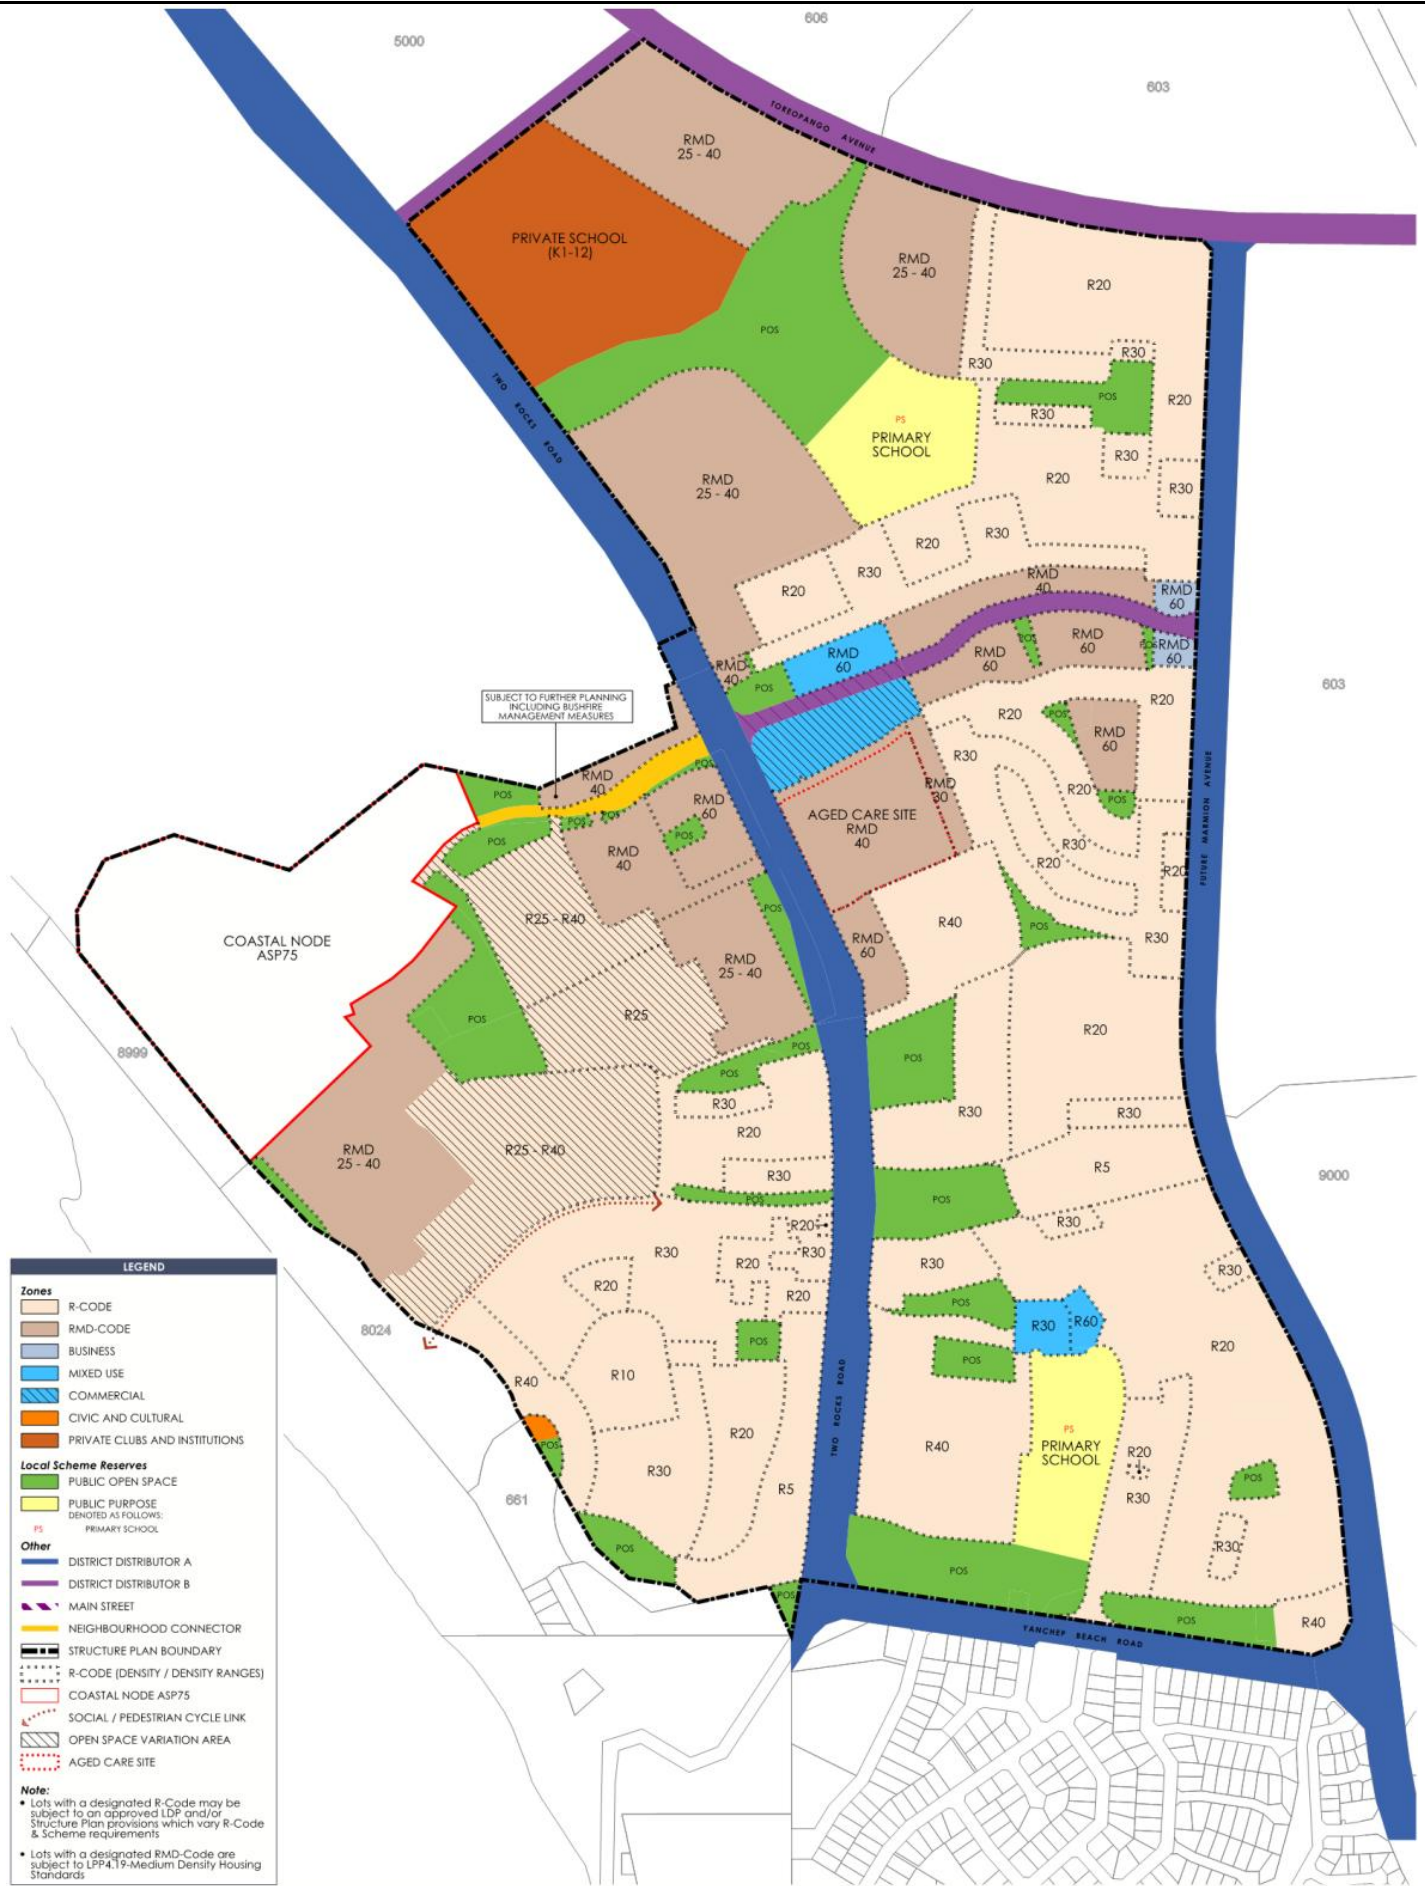 606
5000
603
TOREOPANGO AVENUE
RMD
25 - 40
PRIVATE SCHOOL
(K1-12)
RMD
25 - 40
R20
POS
R30
R30
TWO ROCKS ROAD
POS
R20
R30
PS
PRIMARY
SCHOOL
R30
RMD
25 - 40
R20
R30
R30
R20
R30
R20
RMD
40
RMD
60
POS
RMD
60
POS
RMD
60
RMD
60
RMD
60
RMD
40
POS
603
SUBJECT TO FURTHER PLANNING
INCLUDING BUSHFIRE
MANAGEMENT MEASURES
R20
R20
POS
RMD
60
R30
POS
RMD
40
RMD
30
R20
POS
POS
RMD
60
AGED CARE SITE
RMD
40
FUTURE MARMION AVENUE
POS
POS
POS
POS
RMD
40
R30
R20
R20
POS
R25 - R40
R40
POS
R30
COASTAL NODE
ASP75
RMD
60
RMD
25 - 40
POS
R25
R20
8999
POS
POS
POS
R30
R30
R30
R20
RMD
25 - 40
R25 - R40
R5
R30
POS
POS
9000
R20
R30
R30
R20
R30
R30
R30
R20
R20
POS
R30
R60
8024
POS
R20
POS
R10
R40
TWO ROCKS ROAD
R20
PS
PRIMARY
SCHOOL
R40
POS
R20
R30
R5
R30
POS
661
R30
POS
POS
POS
POS
R40
YANCHEP BEACH ROAD
LEGEND
Zones
R-CODE
RMD-CODE
BUSINESS
MIXED USE
COMMERCIAL
CIVIC AND CULTURAL
PRIVATE CLUBS AND INSTITUTIONS
Local Scheme Reserves
PUBLIC OPEN SPACE
PUBLIC PURPOSE
DENOTED AS FOLLOWS:
PS PRIMARY SCHOOL
Other
DISTRICT DISTRIBUTOR A
DISTRICT DISTRIBUTOR B
MAIN STREET
NEIGHBOURHOOD CONNECTOR
STRUCTURE PLAN BOUNDARY
R-CODE (DENSITY / DENSITY RANGES)
COASTAL NODE ASP75
SOCIAL / PEDESTRIAN CYCLE LINK
OPEN SPACE VARIATION AREA
AGED CARE SITE
Note:
• Lots with a designated R-Code may be
subject to an approved LDP and/or
Structure Plan provisions which vary R-Code
& Scheme requirements
• Lots with a designated RMD-Code are
subject to LPP4.19-Medium Density Housing
Standards